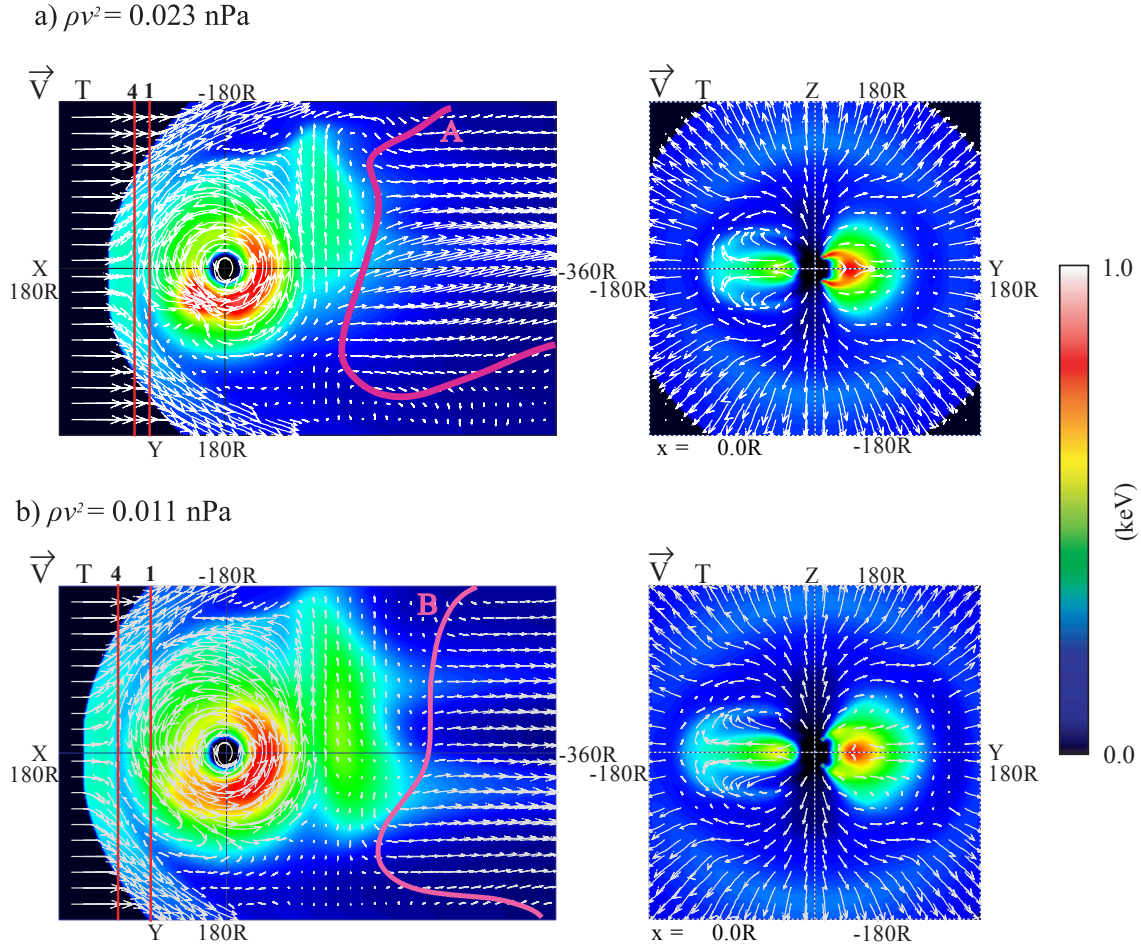 a) ρv² = 0.023 nPa
V T 4 1 -180R
A
X
180R
-360R
Y 180R
V T Z 180R
-180R
Y
180R
x = 0.0R -180R
1.0
(keV)
0.0
b) ρv² = 0.011 nPa
V T 4 1 -180R
B
X
180R
-360R
Y 180R
V T Z 180R
-180R
Y
180R
x = 0.0R -180R